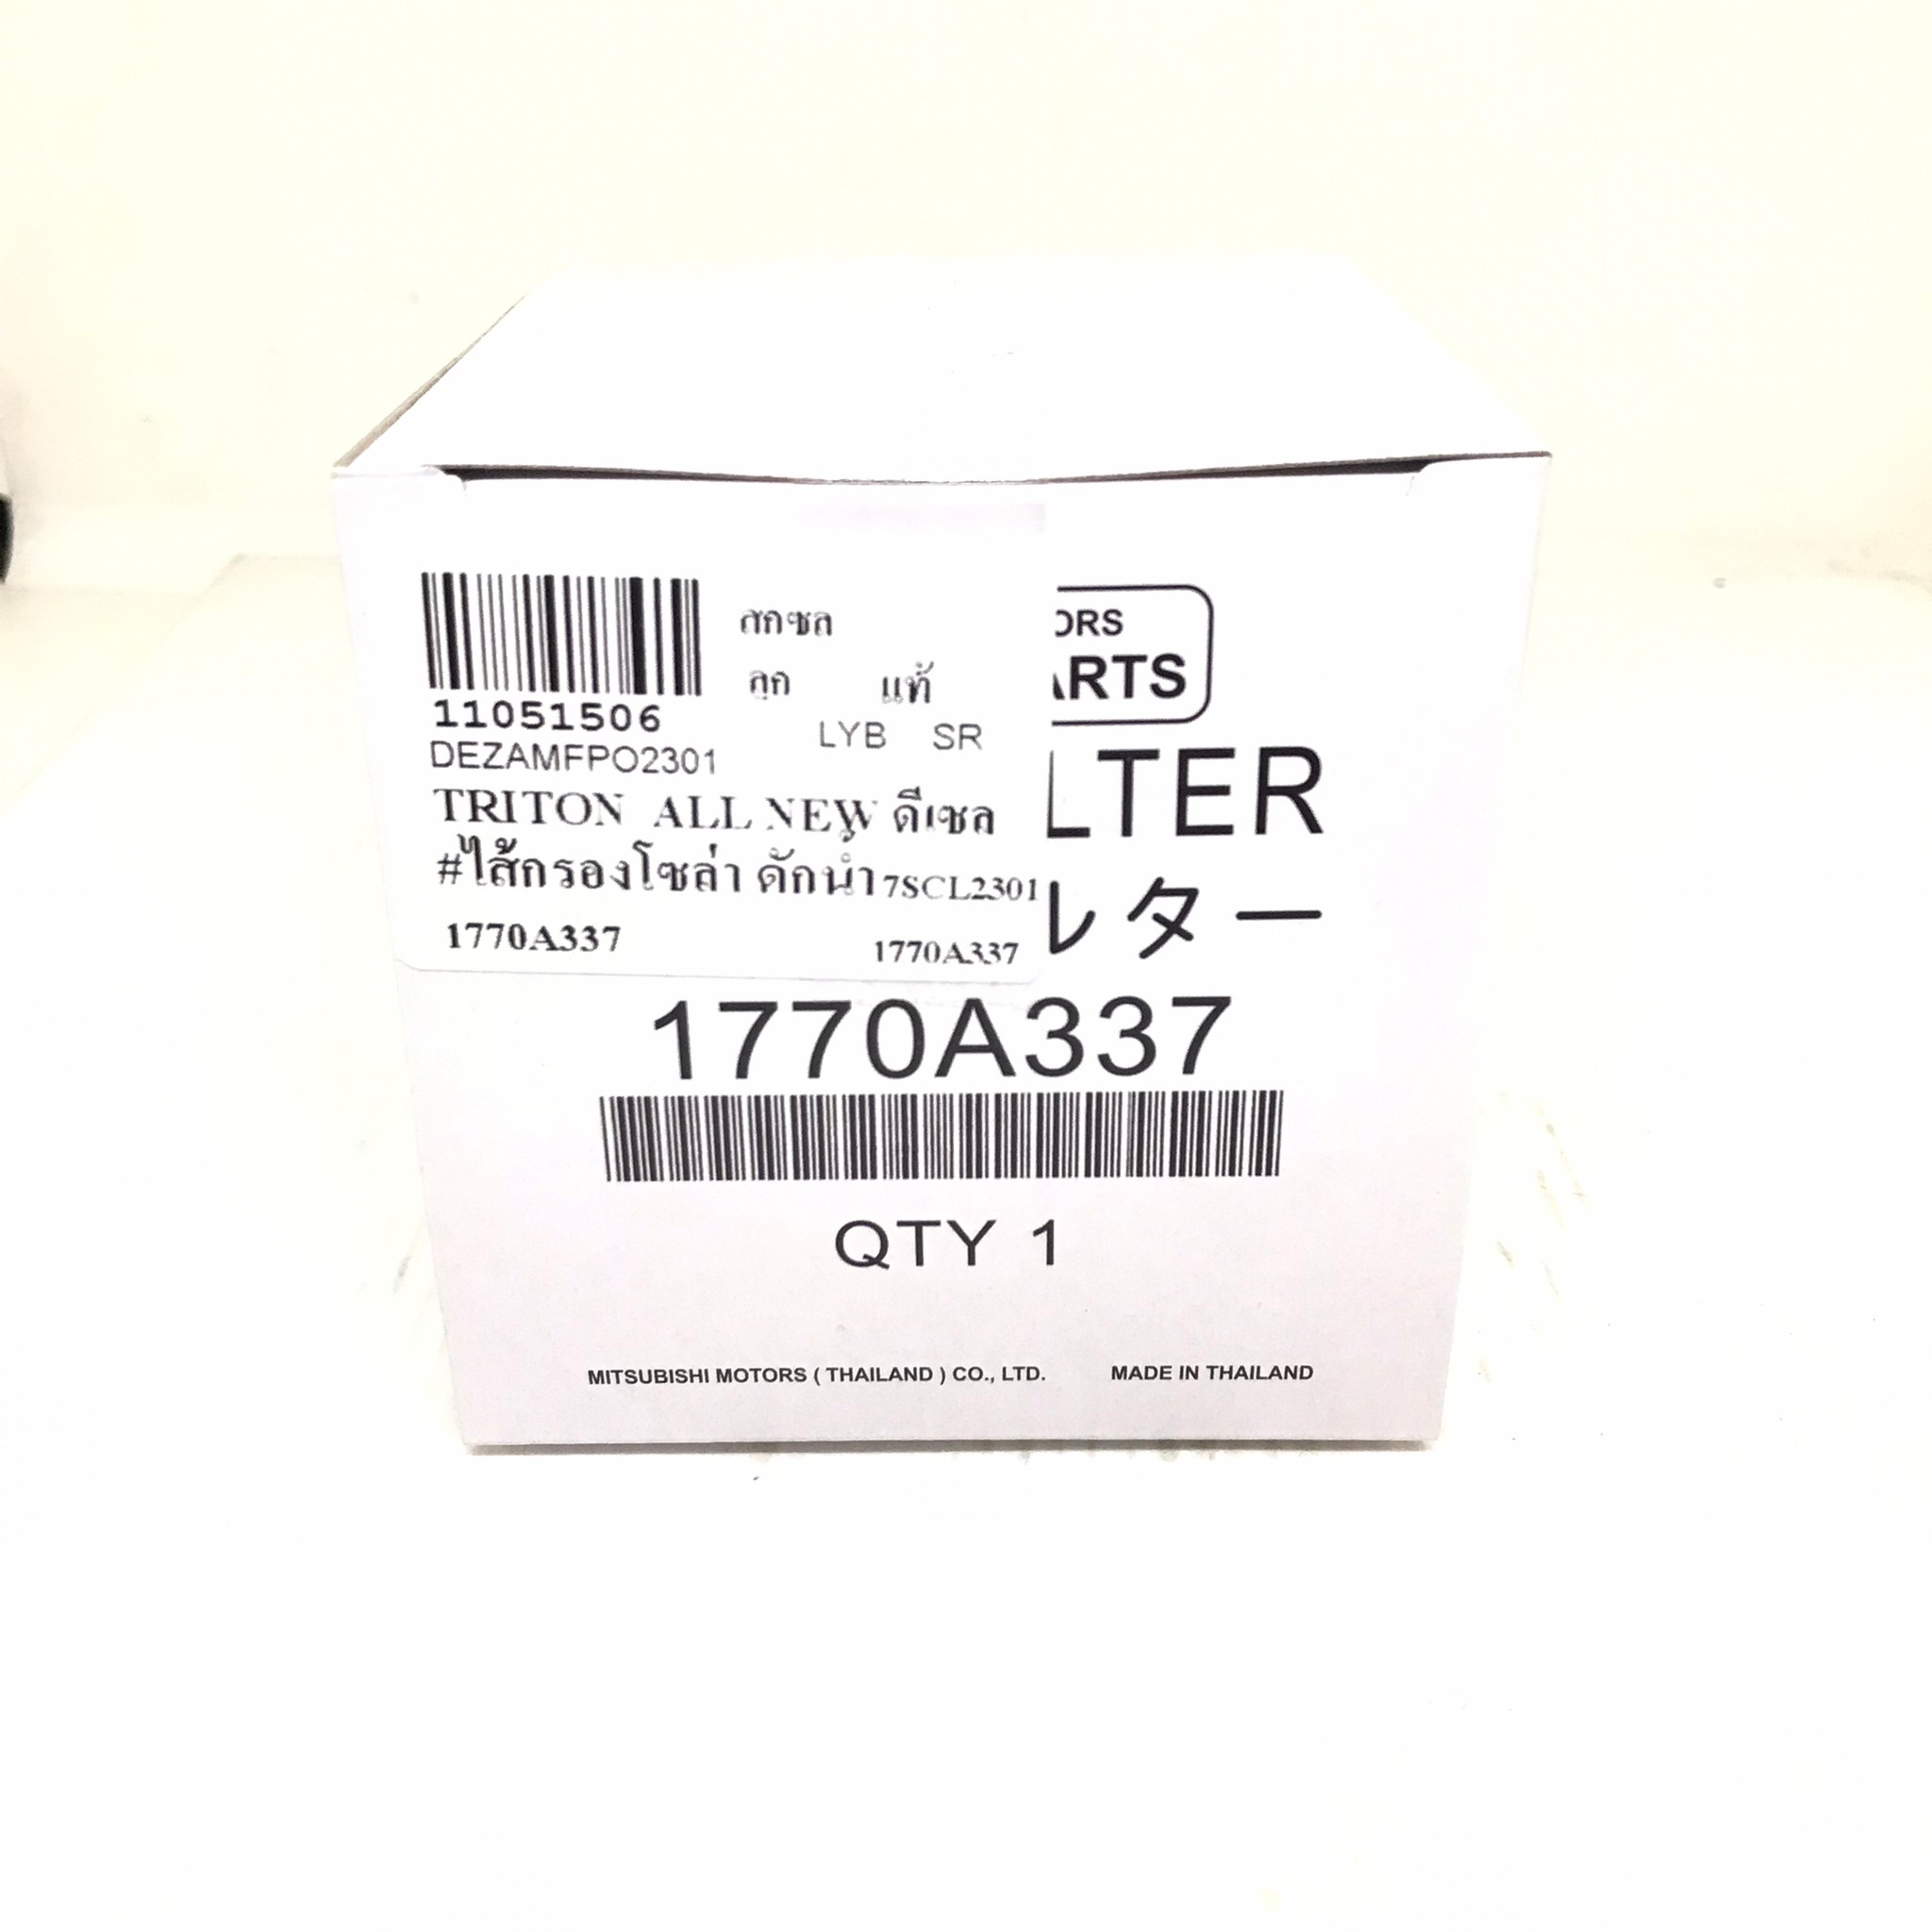 สกซล
ลูก แท้
11051506
LYB SR
DEZAMFPO2301
TRITON ALL NEW ดีเซล
#ไส้กรองโซล่า ดักน้ำ 7SCL2301
1770A337 1770A337
ORS
ARTS
LTER
レター
1770A337
QTY 1
MITSUBISHI MOTORS ( THAILAND ) CO., LTD. MADE IN THAILAND